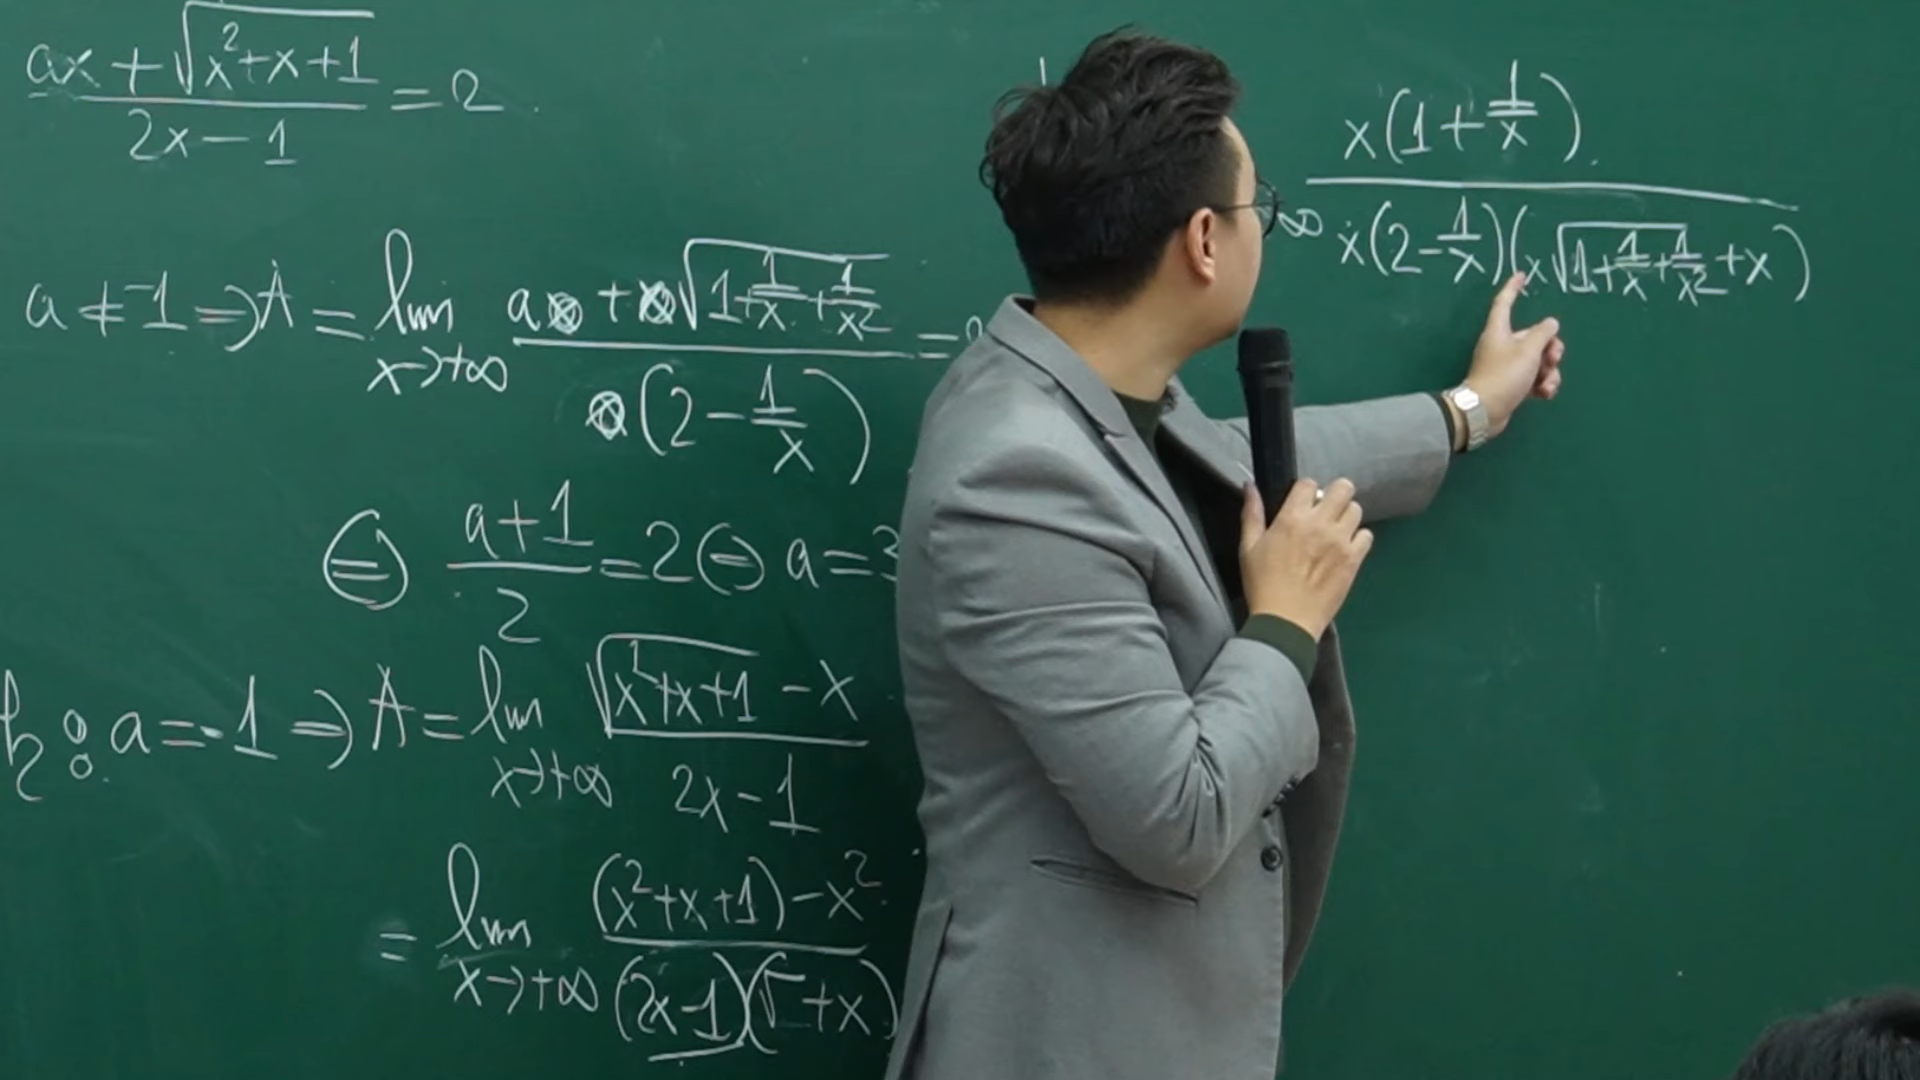 ax + √(x²+x+1) / 2x − 1 = 2
a ≠ −1 ⇒ A = lim x→+∞ ax + x√(1+1/x+1/x²) / x(2 − 1/x) =
⇔ a+1 / 2 = 2 ⇔ a = 3
a = −1 ⇒ A = lim x→+∞ √(x²+x+1) − x / 2x − 1
= lim x→+∞ (x²+x+1) − x² / (2x−1)(√ + x)
∞ x(1 + 1/x) / x(2 − 1/x)(x√(1+1/x+1/x²) + x)